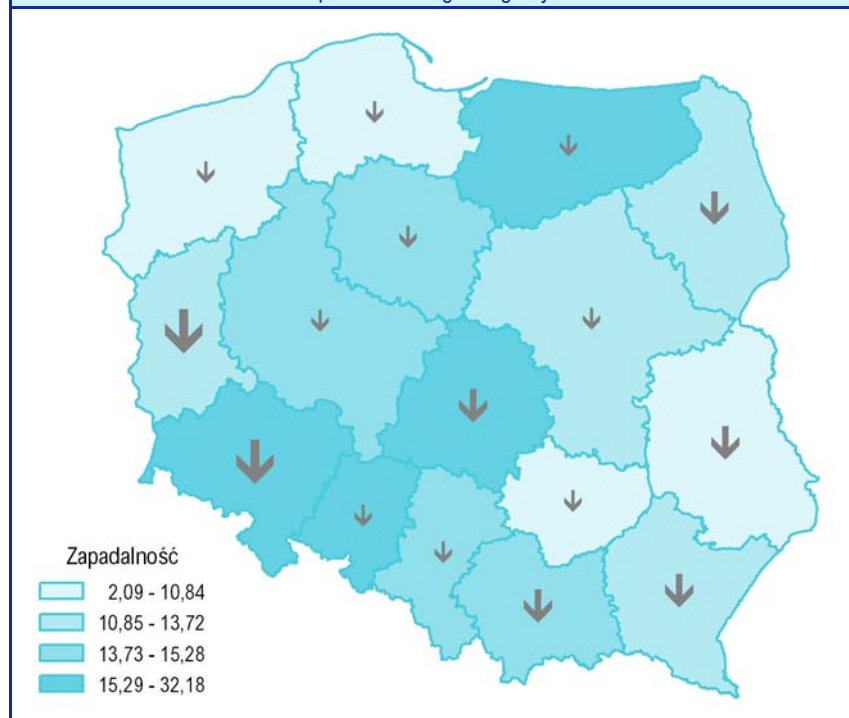 Zapadalność
2,09 - 10,84
10,85 - 13,72
13,73 - 15,28
15,29 - 32,18